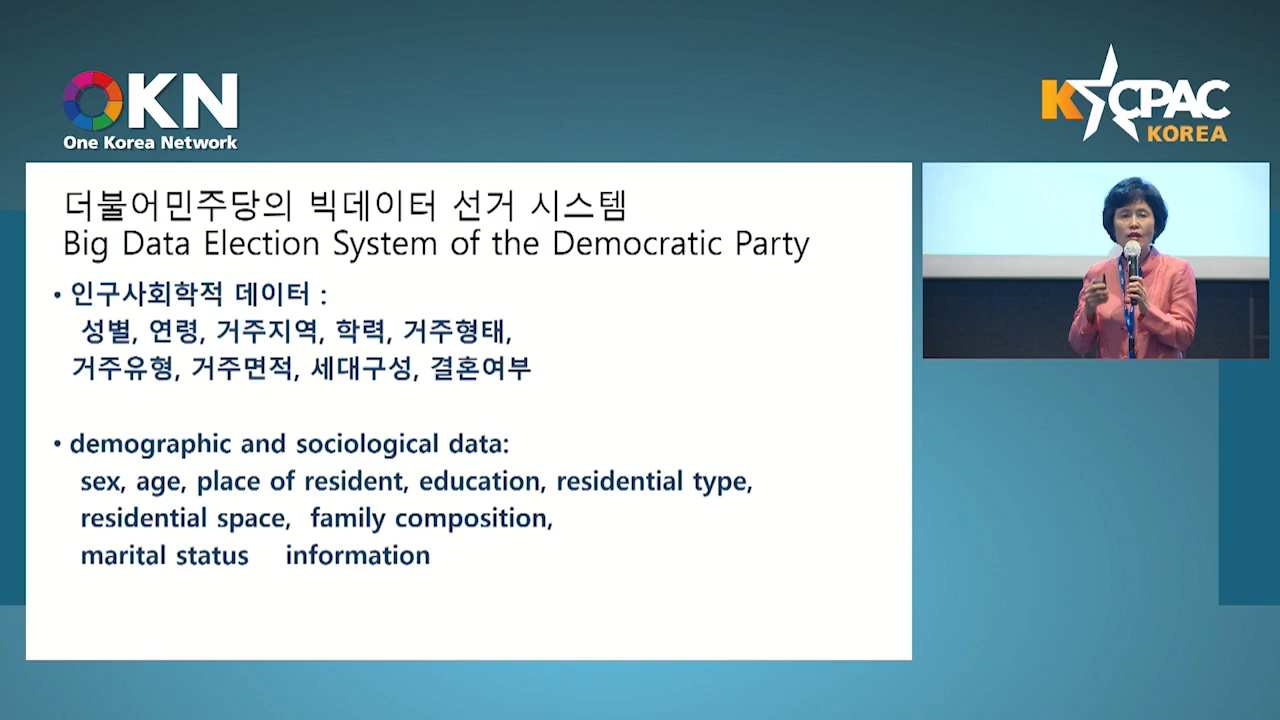 OKN
One Korea Network
KCPAC
KOREA
더불어민주당의 빅데이터 선거 시스템
Big Data Election System of the Democratic Party
• 인구사회학적 데이터 :
성별, 연령, 거주지역, 학력, 거주형태,
거주유형, 거주면적, 세대구성, 결혼여부
• demographic and sociological data:
sex, age, place of resident, education, residential type,
residential space, family composition,
marital status information